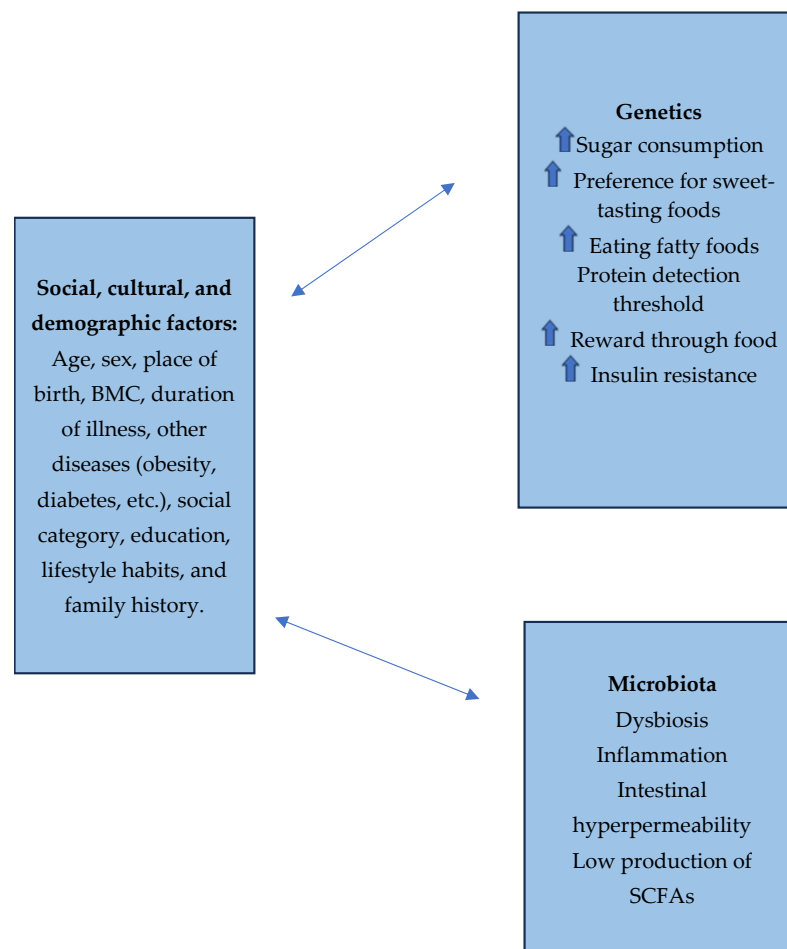 Genetics
Sugar consumption
Preference for sweet-
tasting foods
Eating fatty foods
Protein detection
threshold
Reward through food
Insulin resistance
Social, cultural, and
demographic factors:
Age, sex, place of
birth, BMC, duration
of illness, other
diseases (obesity,
diabetes, etc.), social
category, education,
lifestyle habits, and
family history.
Microbiota
Dysbiosis
Inflammation
Intestinal
hyperpermeability
Low production of
SCFAs